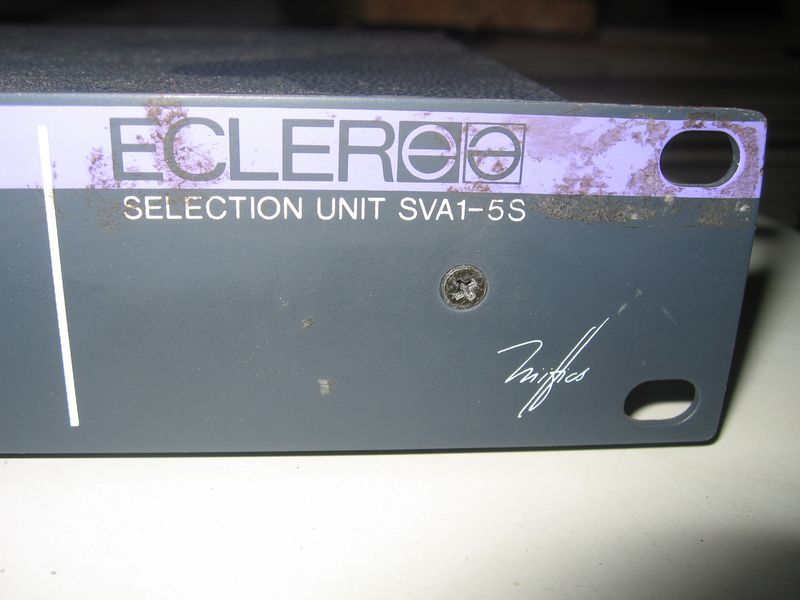 ECLER
SELECTION UNIT SVA1-5S